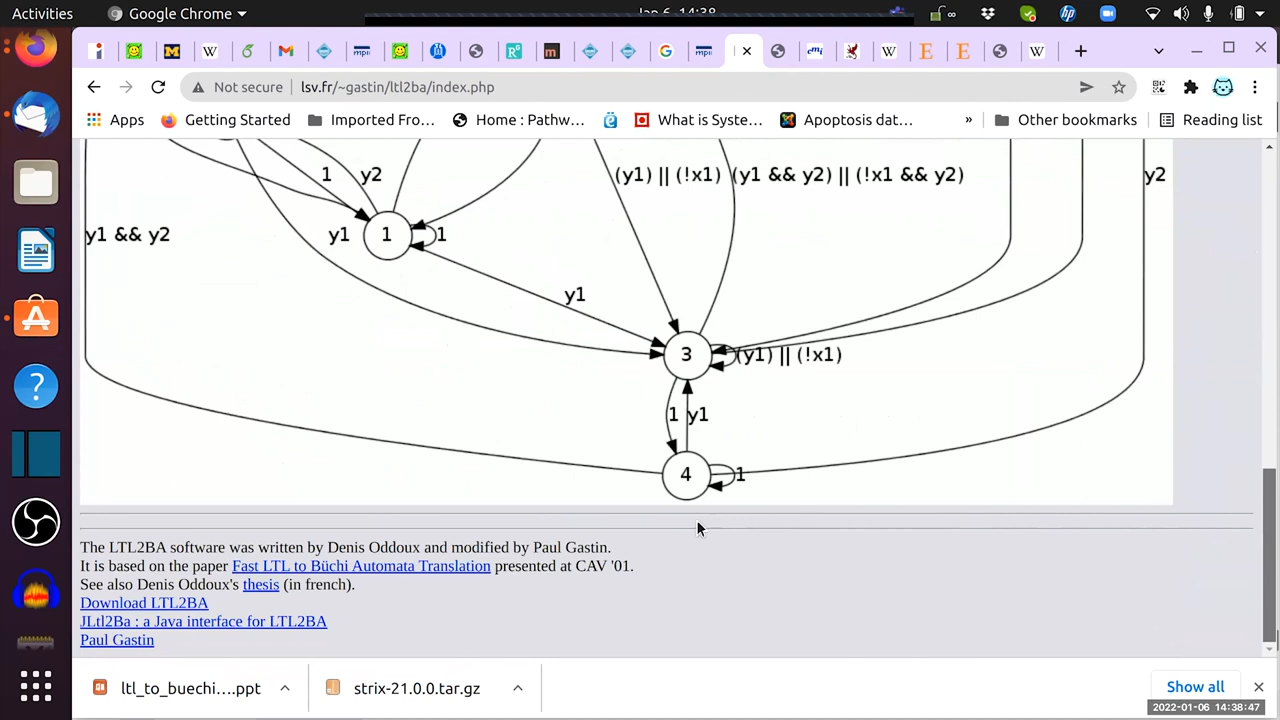 Activities
Google Chrome
Jan 6 14:38
Not secure
lsv.fr/~gastin/ltl2ba/index.php
Apps
Getting Started
Imported Fro...
Home : Pathw...
What is Syste...
Apoptosis dat...
»
Other bookmarks
Reading list
(y1) || (!x1)
(y1 && y2) || (!x1 && y2)
1
y2
y2
y1 && y2
y1
1
1
y1
3
(y1) || (!x1)
1
y1
4
1
The LTL2BA software was written by Denis Oddoux and modified by Paul Gastin.
It is based on the paper Fast LTL to Büchi Automata Translation presented at CAV '01.
See also Denis Oddoux's thesis (in french).
Download LTL2BA
JLtl2Ba : a Java interface for LTL2BA
Paul Gastin
ltl_to_buechi....ppt
strix-21.0.0.tar.gz
Show all
2022-01-06 14:38:47